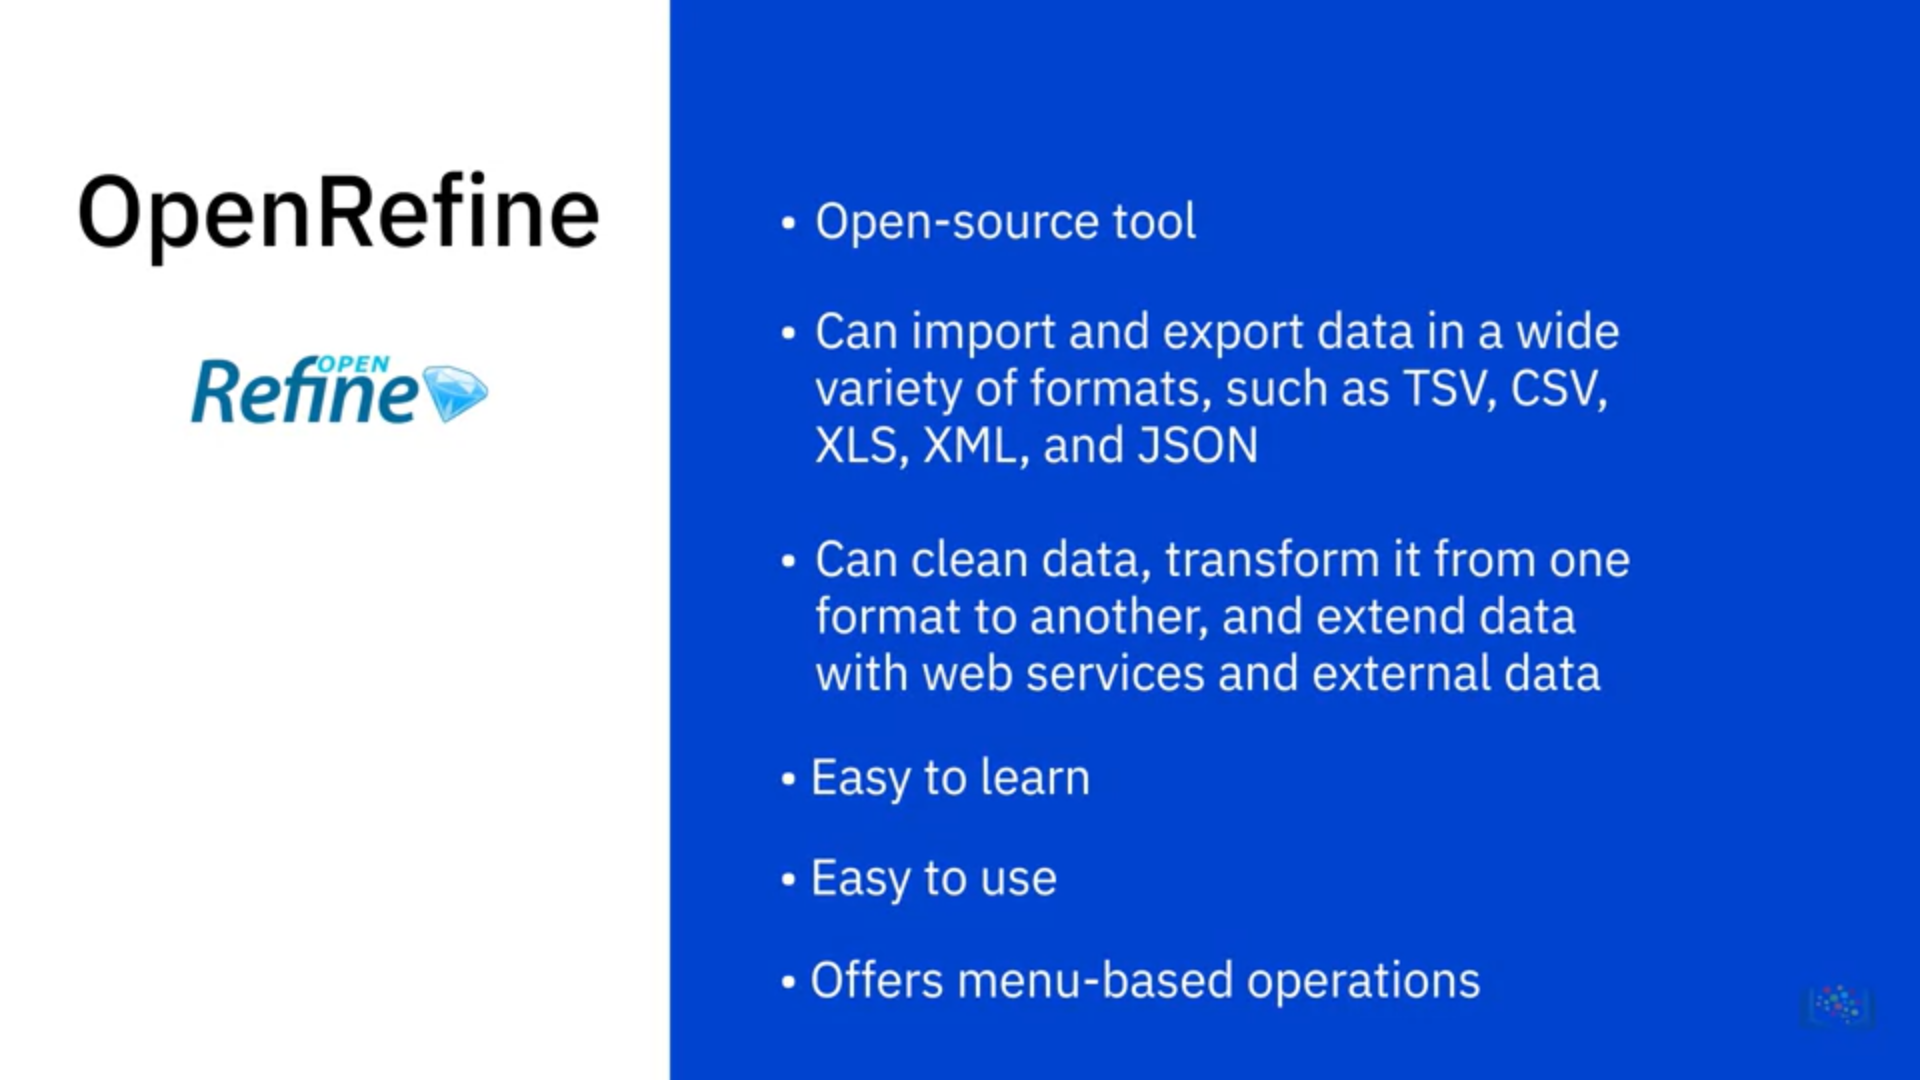 OpenRefine
OPEN
Refine
• Open-source tool
• Can import and export data in a wide
variety of formats, such as TSV, CSV,
XLS, XML, and JSON
• Can clean data, transform it from one
format to another, and extend data
with web services and external data
• Easy to learn
• Easy to use
• Offers menu-based operations